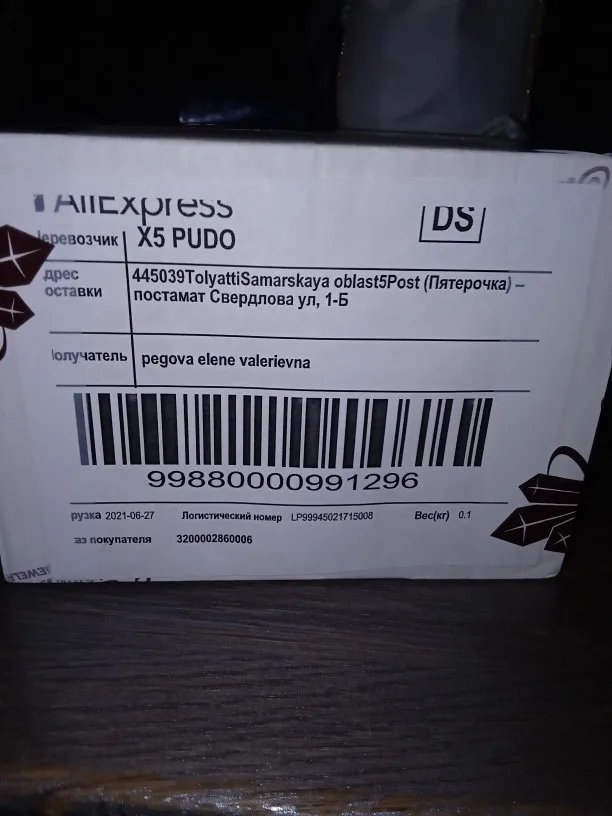 AliExpress
DS
еревозчик X5 PUDO
дрес
оставки
445039TolyattiSamarskaya oblast5Post (Пятерочка) –
постамат Свердлова ул, 1-Б
олучатель pegova elene valerievna
99880000991296
рузка 2021-06-27 Логистический номер LP99945021715008 Вес(кг) 0.1
аз покупателя 3200002860006